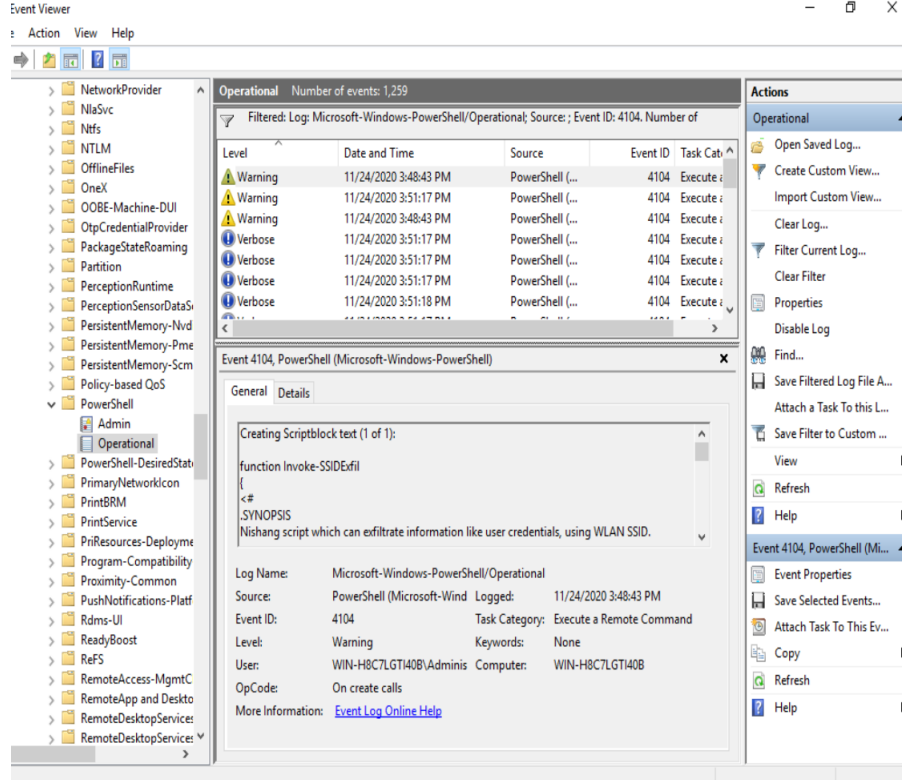 Event Viewer
Action View Help
NetworkProvider
NlaSvc
Ntfs
NTLM
OfflineFiles
OneX
OOBE-Machine-DUI
OtpCredentialProvider
PackageStateRoaming
Partition
PerceptionRuntime
PerceptionSensorDataS
PersistentMemory-Nvd
PersistentMemory-Pme
PersistentMemory-Scm
Policy-based QoS
PowerShell
Admin
Operational
PowerShell-DesiredStat
PrimaryNetworkIcon
PrintBRM
PrintService
PriResources-Deployme
Program-Compatibility
Proximity-Common
PushNotifications-Platf
Rdms-UI
ReadyBoost
ReFS
RemoteAccess-MgmtC
RemoteApp and Deskto
RemoteDesktopServices
RemoteDesktopServices
Operational Number of events: 1,259
Filtered: Log: Microsoft-Windows-PowerShell/Operational; Source: ; Event ID: 4104. Number of
Level Date and Time Source Event ID Task Cat
Warning 11/24/2020 3:48:43 PM PowerShell (... 4104 Execute a
Warning 11/24/2020 3:51:17 PM PowerShell (... 4104 Execute a
Warning 11/24/2020 3:48:43 PM PowerShell (... 4104 Execute a
Verbose 11/24/2020 3:51:17 PM PowerShell (... 4104 Execute a
Verbose 11/24/2020 3:51:17 PM PowerShell (... 4104 Execute a
Verbose 11/24/2020 3:51:17 PM PowerShell (... 4104 Execute a
Verbose 11/24/2020 3:51:18 PM PowerShell (... 4104 Execute a
Event 4104, PowerShell (Microsoft-Windows-PowerShell)
General Details
Creating Scriptblock text (1 of 1):
function Invoke-SSIDExfil
{
<#
.SYNOPSIS
Nishang script which can exfiltrate information like user credentials, using WLAN SSID.
Log Name: Microsoft-Windows-PowerShell/Operational
Source: PowerShell (Microsoft-Wind Logged: 11/24/2020 3:48:43 PM
Event ID: 4104 Task Category: Execute a Remote Command
Level: Warning Keywords: None
User: WIN-H8C7LGTI40B\Adminis Computer: WIN-H8C7LGTI40B
OpCode: On create calls
More Information: Event Log Online Help
Actions
Operational
Open Saved Log...
Create Custom View...
Import Custom View...
Clear Log...
Filter Current Log...
Clear Filter
Properties
Disable Log
Find...
Save Filtered Log File A...
Attach a Task To this L...
Save Filter to Custom ...
View
Refresh
Help
Event 4104, PowerShell (Mi...
Event Properties
Save Selected Events...
Attach Task To This Ev...
Copy
Refresh
Help